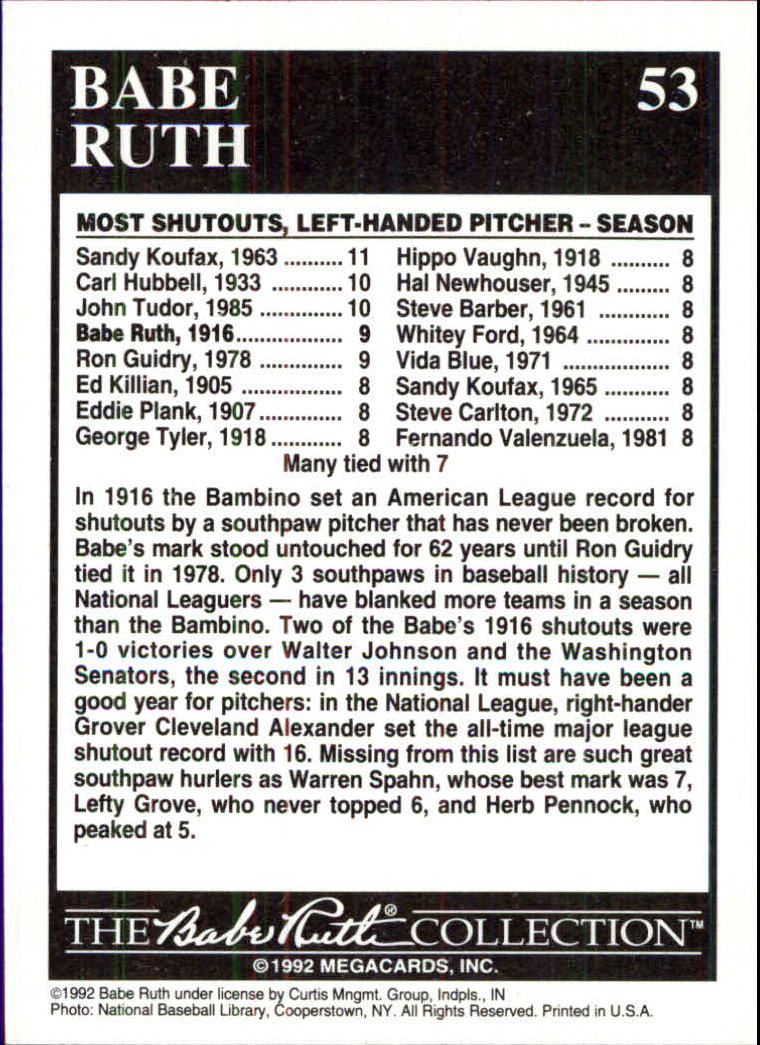 BABE
RUTH
53
MOST SHUTOUTS, LEFT-HANDED PITCHER – SEASON
Sandy Koufax, 1963 .......... 11
Carl Hubbell, 1933 ............ 10
John Tudor, 1985 .............. 10
Babe Ruth, 1916.................. 9
Ron Guidry, 1978 ................ 9
Ed Killian, 1905 ................. 8
Eddie Plank, 1907.............. 8
George Tyler, 1918............ 8
Hippo Vaughn, 1918 .......... 8
Hal Newhouser, 1945 ......... 8
Steve Barber, 1961 ............ 8
Whitey Ford, 1964 .............. 8
Vida Blue, 1971 .................. 8
Sandy Koufax, 1965 ............ 8
Steve Carlton, 1972 ........... 8
Fernando Valenzuela, 1981 8
Many tied with 7
In 1916 the Bambino set an American League record for
shutouts by a southpaw pitcher that has never been broken.
Babe's mark stood untouched for 62 years until Ron Guidry
tied it in 1978. Only 3 southpaws in baseball history — all
National Leaguers — have blanked more teams in a season
than the Bambino. Two of the Babe's 1916 shutouts were
1-0 victories over Walter Johnson and the Washington
Senators, the second in 13 innings. It must have been a
good year for pitchers: in the National League, right-hander
Grover Cleveland Alexander set the all-time major league
shutout record with 16. Missing from this list are such great
southpaw hurlers as Warren Spahn, whose best mark was 7,
Lefty Grove, who never topped 6, and Herb Pennock, who
peaked at 5.
THE Babe Ruth® COLLECTION™
©1992 MEGACARDS, INC.
©1992 Babe Ruth under license by Curtis Mngmt. Group, Indpls., IN
Photo: National Baseball Library, Cooperstown, NY. All Rights Reserved. Printed in U.S.A.